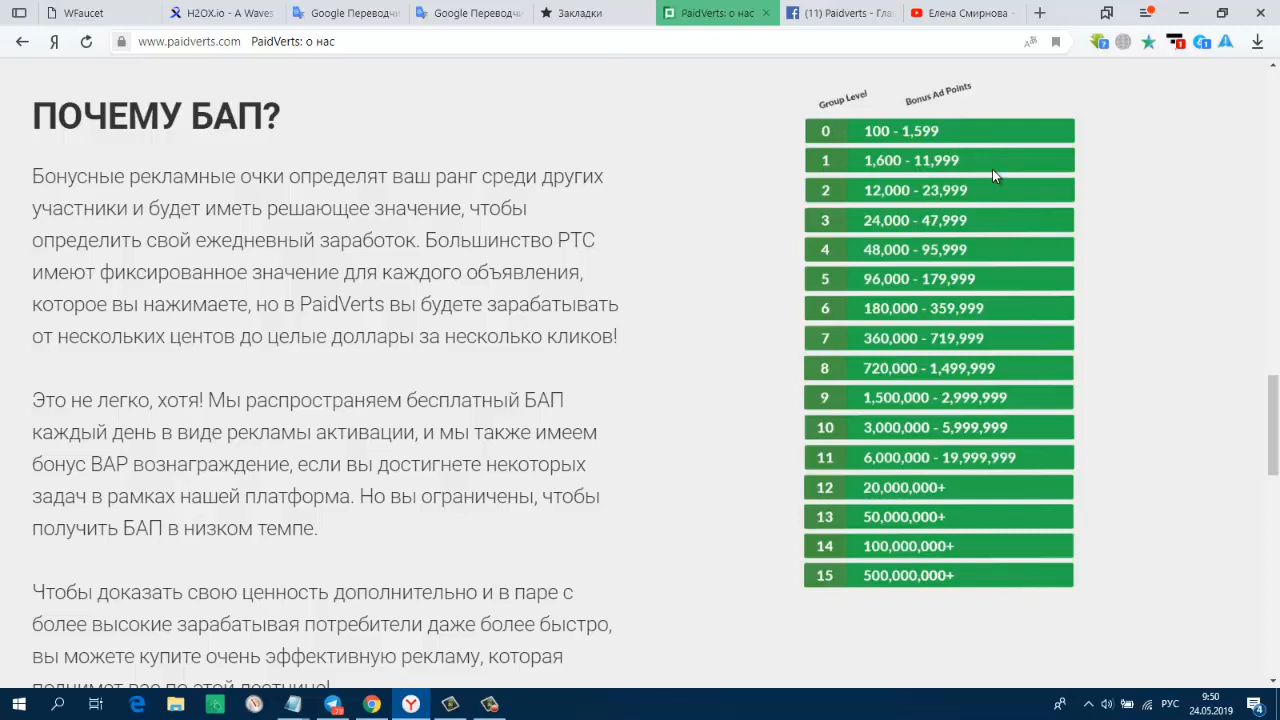 WFaucet
H2OX.io - A Waves
Google Переводч
Google Переводч
Закладки
PaidVerts: о нас
(11) Paidverts - Гла
Елена Смирнова -
www.paidverts.com PaidVerts: о нас
ПОЧЕМУ БАП?
Бонусные рекламные очки определят ваш ранг среди других
участники и будет иметь решающее значение, чтобы
определить свой ежедневный заработок. Большинство PTC
имеют фиксированное значение для каждого объявления,
которое вы нажимаете, но в PaidVerts вы будете зарабатывать
от нескольких центов до целые доллары за несколько кликов!
Это не легко, хотя! Мы распространяем бесплатный БАП
каждый день в виде рекламы активации, и мы также имеем
бонус BAP вознаграждение, если вы достигнете некоторых
задач в рамках нашей платформа. Но вы ограничены, чтобы
получить БАП в низком темпе.
Чтобы доказать свою ценность дополнительно и в паре с
более высокие зарабатывая потребители даже более быстро,
вы можете купите очень эффективную рекламу, которая
поднимет вас по этой лестнице!
Group Level Bonus Ad Points
0 100 - 1,599
1 1,600 - 11,999
2 12,000 - 23,999
3 24,000 - 47,999
4 48,000 - 95,999
5 96,000 - 179,999
6 180,000 - 359,999
7 360,000 - 719,999
8 720,000 - 1,499,999
9 1,500,000 - 2,999,999
10 3,000,000 - 5,999,999
11 6,000,000 - 19,999,999
12 20,000,000+
13 50,000,000+
14 100,000,000+
15 500,000,000+
РУС
9:50
24.05.2019